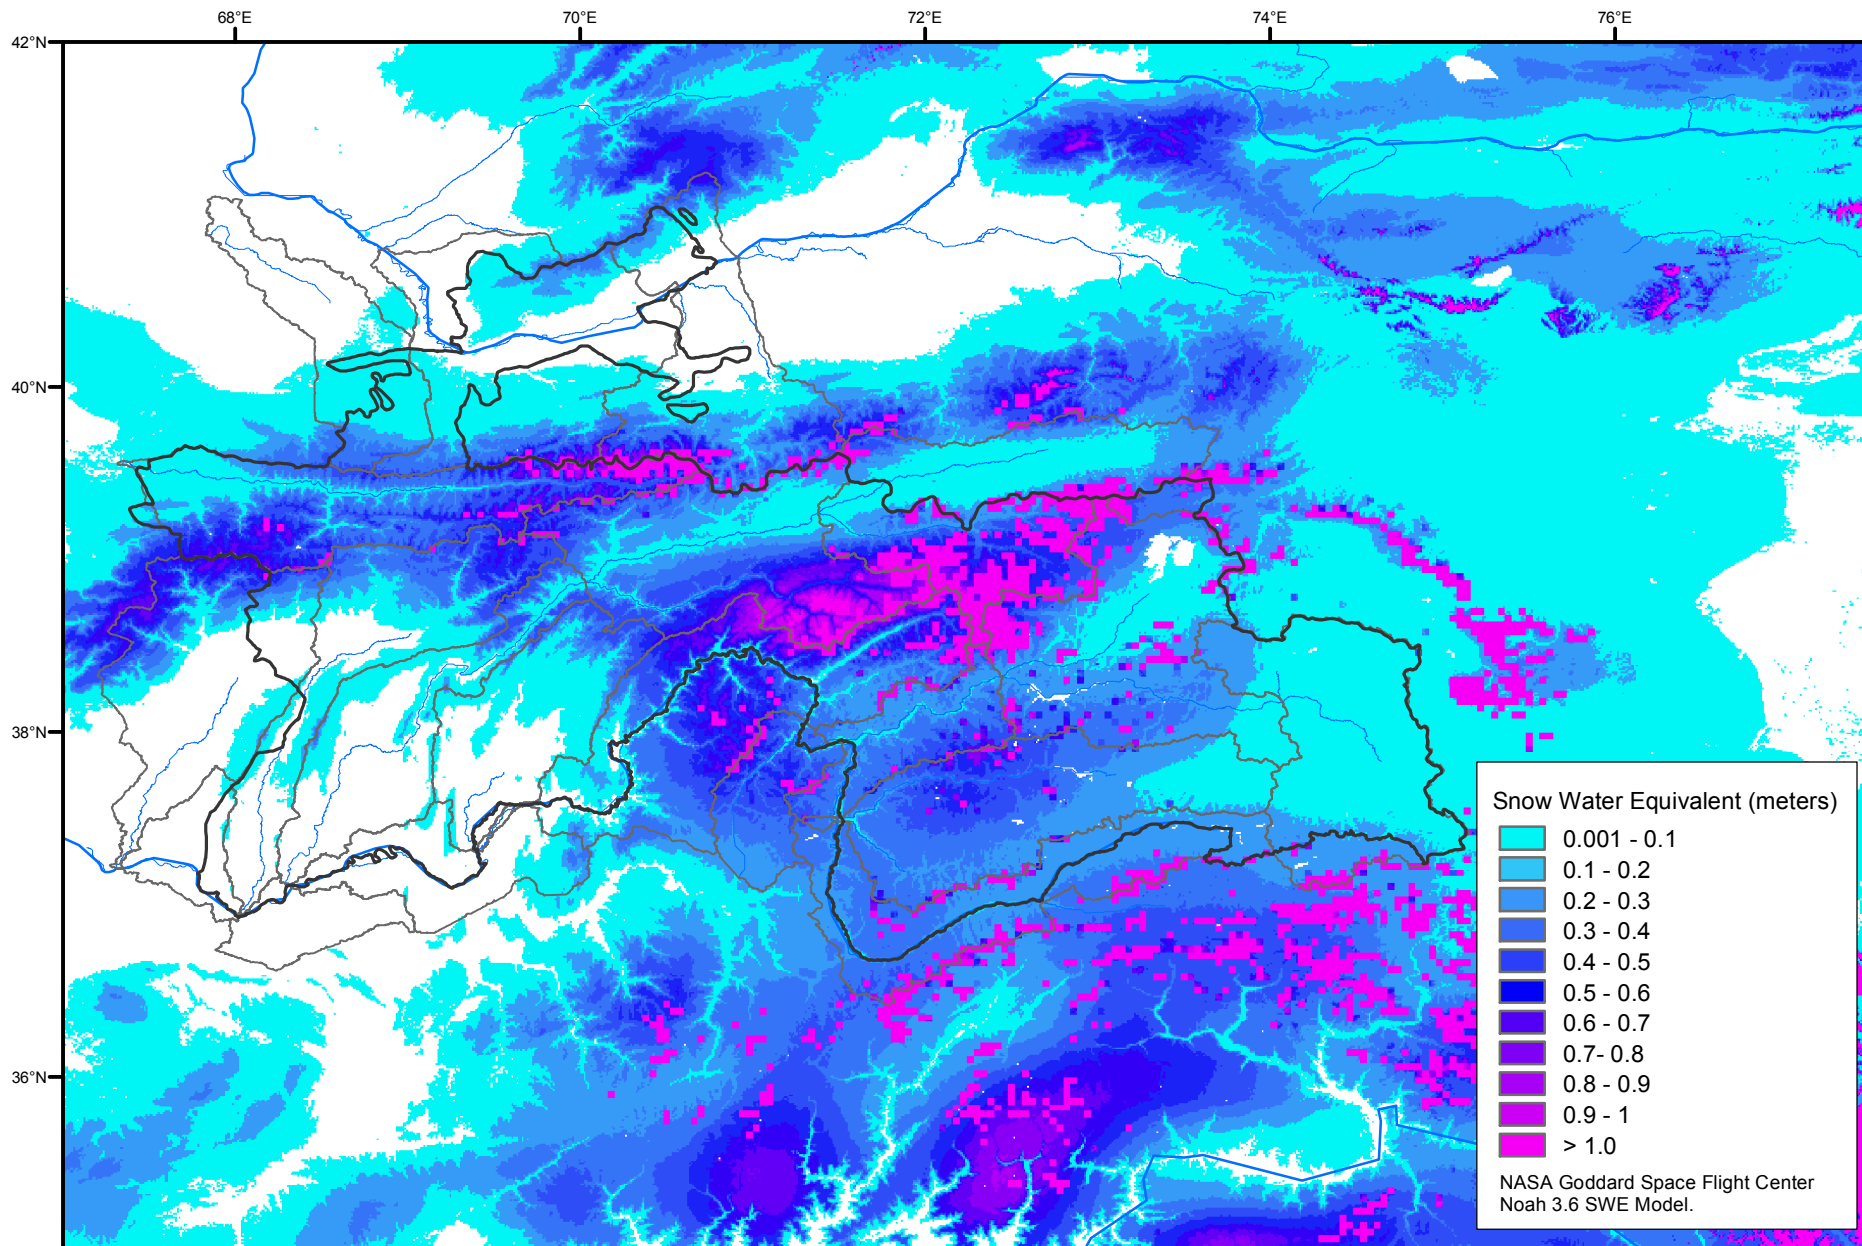 68°E 70°E 72°E 74°E 76°E
42°N
40°N
38°N
36°N
Snow Water Equivalent (meters)
0.001 - 0.1
0.1 - 0.2
0.2 - 0.3
0.3 - 0.4
0.4 - 0.5
0.5 - 0.6
0.6 - 0.7
0.7- 0.8
0.8 - 0.9
0.9 - 1
> 1.0
NASA Goddard Space Flight Center
Noah 3.6 SWE Model.